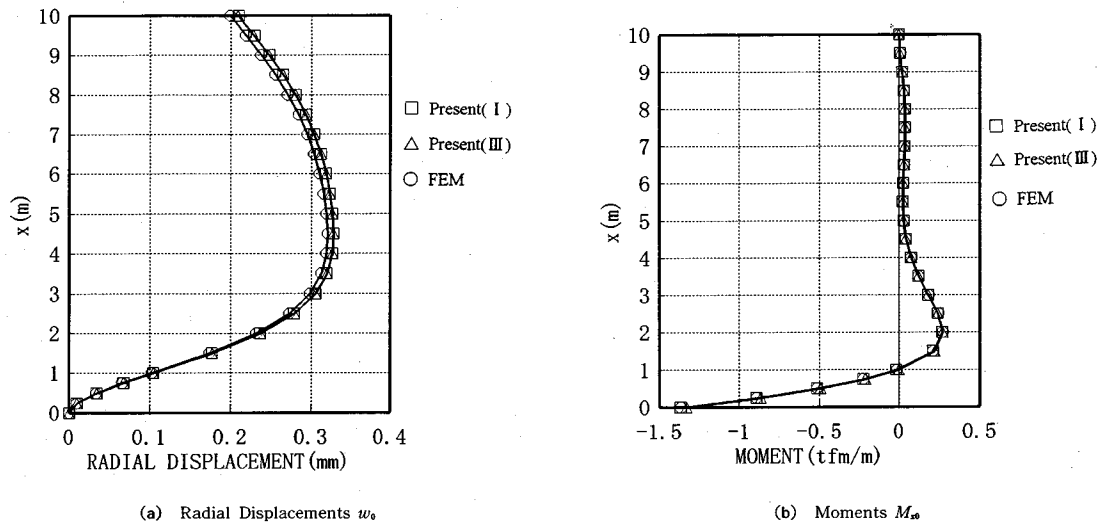 10
9
8
7
6
5
4
3
2
1
0
x(m)
0
0.1
0.2
0.3
0.4
RADIAL DISPLACEMENT(mm)
□ Present(Ⅰ)
△ Present(Ⅲ)
○ FEM
(a) Radial Displacements w₀
10
9
8
7
6
5
4
3
2
1
0
x(m)
-1.5
-1
-0.5
0
0.5
MOMENT(tfm/m)
□ Present(Ⅰ)
△ Present(Ⅲ)
○ FEM
(b) Moments Mₓ₀